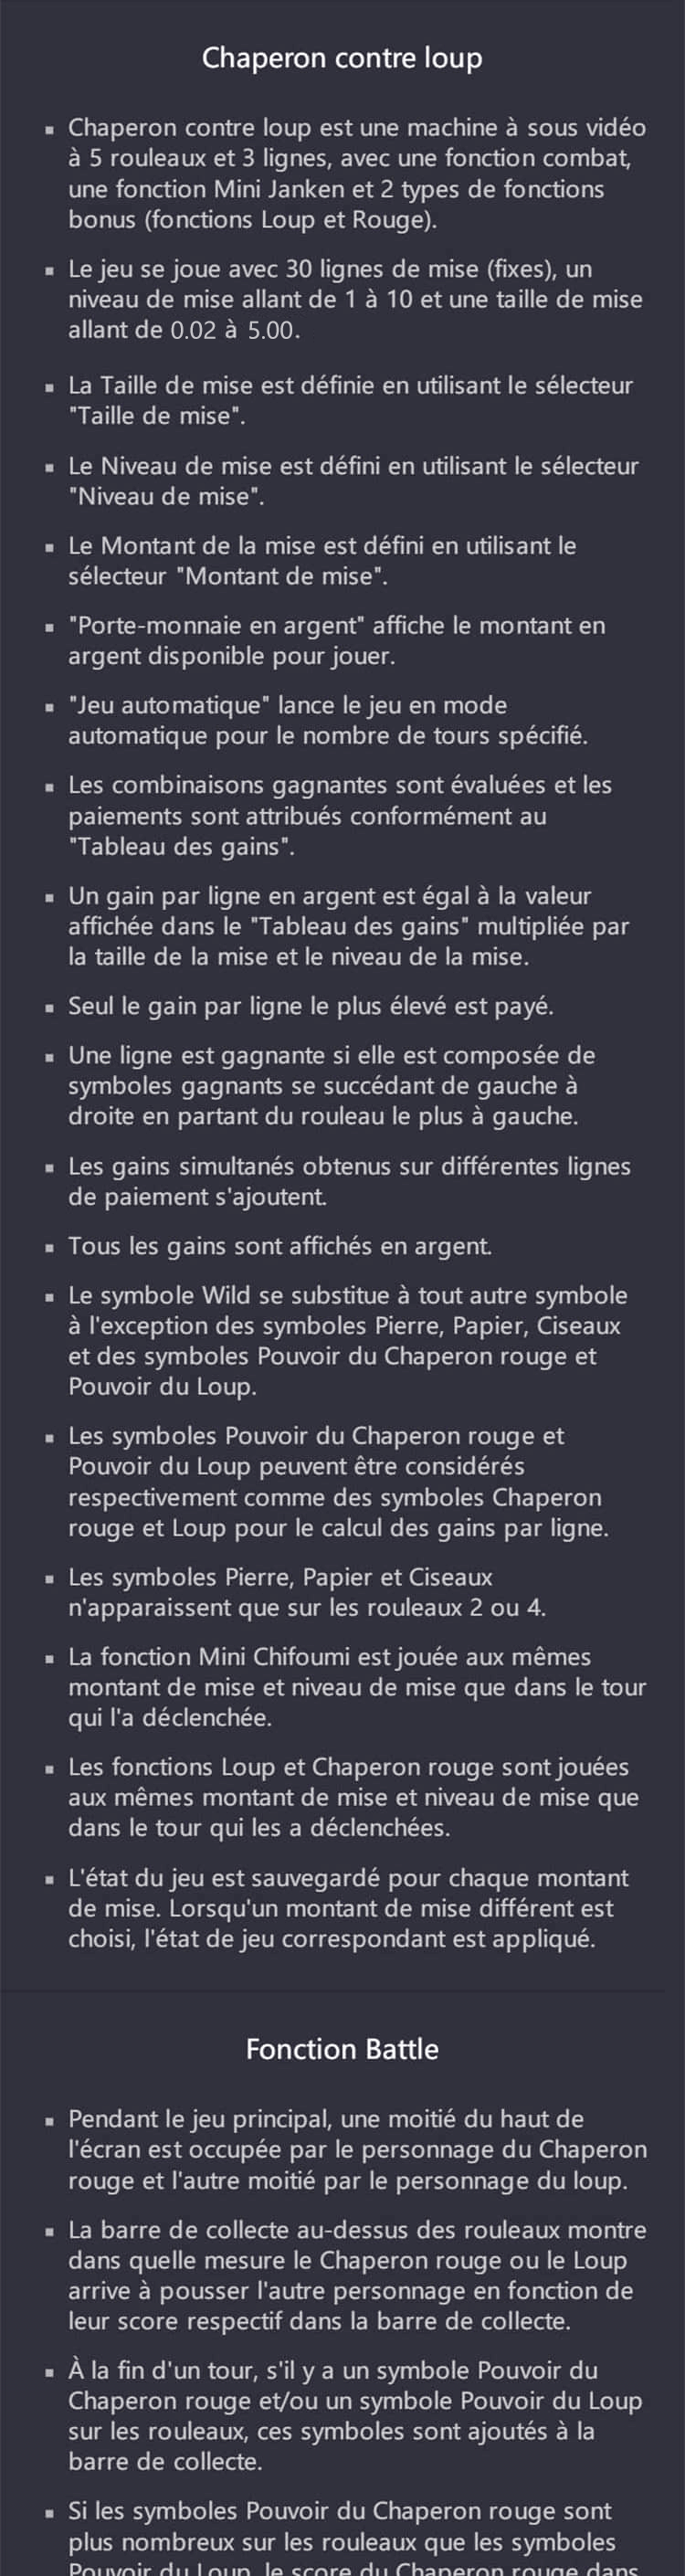 Chaperon contre loup
▪ Chaperon contre loup est une machine à sous vidéo
à 5 rouleaux et 3 lignes, avec une fonction combat,
une fonction Mini Janken et 2 types de fonctions
bonus (fonctions Loup et Rouge).
▪ Le jeu se joue avec 30 lignes de mise (fixes), un
niveau de mise allant de 1 à 10 et une taille de mise
allant de 0.02 à 5.00.
▪ La Taille de mise est définie en utilisant le sélecteur
"Taille de mise".
▪ Le Niveau de mise est défini en utilisant le sélecteur
"Niveau de mise".
▪ Le Montant de la mise est défini en utilisant le
sélecteur "Montant de mise".
▪ "Porte-monnaie en argent" affiche le montant en
argent disponible pour jouer.
▪ "Jeu automatique" lance le jeu en mode
automatique pour le nombre de tours spécifié.
▪ Les combinaisons gagnantes sont évaluées et les
paiements sont attribués conformément au
"Tableau des gains".
▪ Un gain par ligne en argent est égal à la valeur
affichée dans le "Tableau des gains" multipliée par
la taille de la mise et le niveau de la mise.
▪ Seul le gain par ligne le plus élevé est payé.
▪ Une ligne est gagnante si elle est composée de
symboles gagnants se succédant de gauche à
droite en partant du rouleau le plus à gauche.
▪ Les gains simultanés obtenus sur différentes lignes
de paiement s'ajoutent.
▪ Tous les gains sont affichés en argent.
▪ Le symbole Wild se substitue à tout autre symbole
à l'exception des symboles Pierre, Papier, Ciseaux
et des symboles Pouvoir du Chaperon rouge et
Pouvoir du Loup.
▪ Les symboles Pouvoir du Chaperon rouge et
Pouvoir du Loup peuvent être considérés
respectivement comme des symboles Chaperon
rouge et Loup pour le calcul des gains par ligne.
▪ Les symboles Pierre, Papier et Ciseaux
n'apparaissent que sur les rouleaux 2 ou 4.
▪ La fonction Mini Chifoumi est jouée aux mêmes
montant de mise et niveau de mise que dans le tour
qui l'a déclenchée.
▪ Les fonctions Loup et Chaperon rouge sont jouées
aux mêmes montant de mise et niveau de mise que
dans le tour qui les a déclenchées.
▪ L'état du jeu est sauvegardé pour chaque montant
de mise. Lorsqu'un montant de mise différent est
choisi, l'état de jeu correspondant est appliqué.
Fonction Battle
▪ Pendant le jeu principal, une moitié du haut de
l'écran est occupée par le personnage du Chaperon
rouge et l'autre moitié par le personnage du loup.
▪ La barre de collecte au-dessus des rouleaux montre
dans quelle mesure le Chaperon rouge ou le Loup
arrive à pousser l'autre personnage en fonction de
leur score respectif dans la barre de collecte.
▪ À la fin d'un tour, s'il y a un symbole Pouvoir du
Chaperon rouge et/ou un symbole Pouvoir du Loup
sur les rouleaux, ces symboles sont ajoutés à la
barre de collecte.
▪ Si les symboles Pouvoir du Chaperon rouge sont
plus nombreux sur les rouleaux que les symboles
Pouvoir du Loup, le score du Chaperon rouge dans